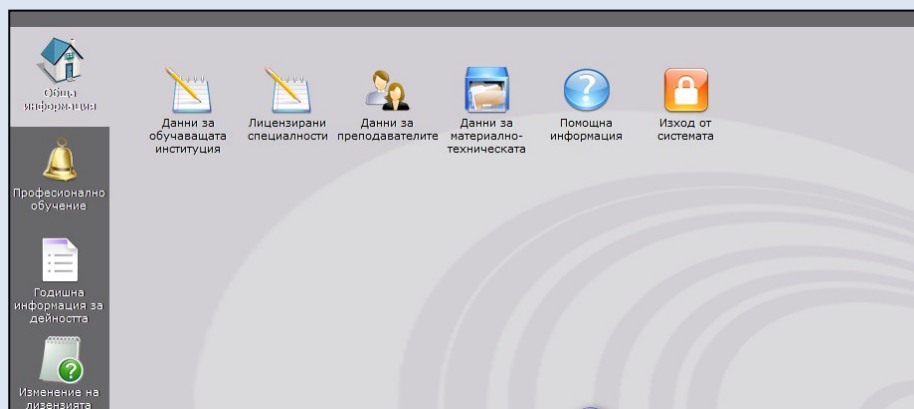 Обща
информация
Професионално
обучение
Годишна
информация за
дейността
Изменение на
лизензията
Данни за
обучаващата
институция
Лицензирани
специалности
Данни за
преподавателите
Данни за
материално-
техническата
Помощна
информация
Изход от
системата